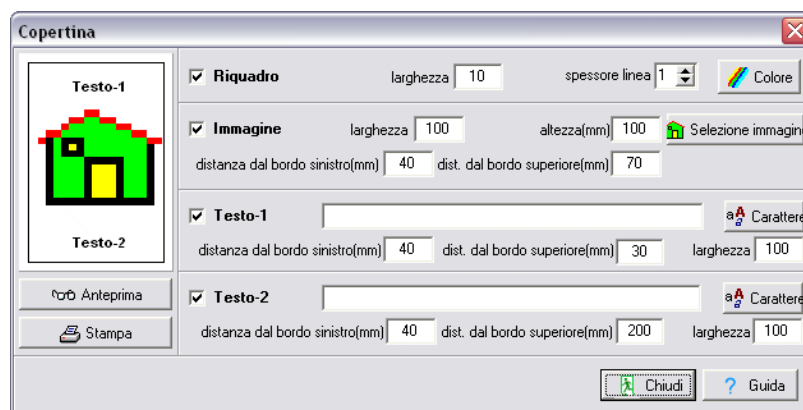 Copertina
Testo-1
Testo-2
Anteprima
Stampa
Riquadro larghezza 10 spessore linea 1 Colore
Immagine larghezza 100 altezza(mm) 100 Selezione immagine
distanza dal bordo sinistro(mm) 40 dist. dal bordo superiore(mm) 70
Testo-1 aAa Carattere
distanza dal bordo sinistro(mm) 40 dist. dal bordo superiore(mm) 30 larghezza 100
Testo-2 aAa Carattere
distanza dal bordo sinistro(mm) 40 dist. dal bordo superiore(mm) 200 larghezza 100
Chiudi ? Guida